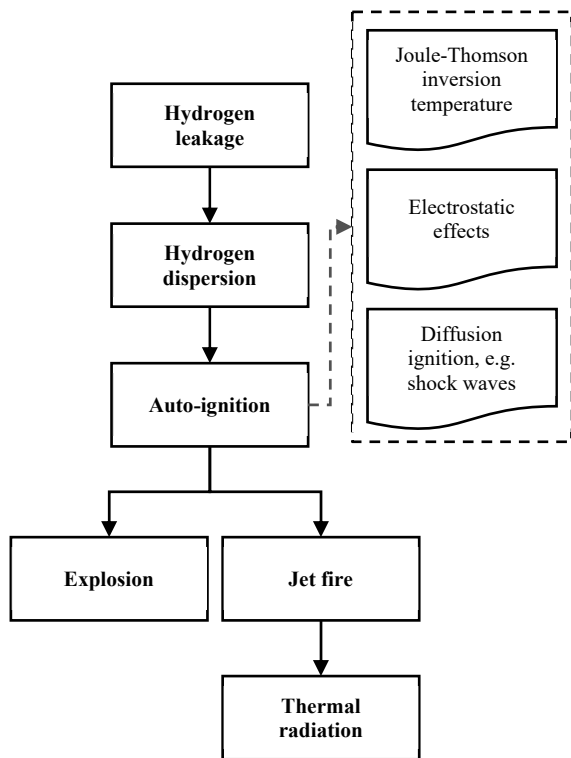 Joule-Thomson
inversion
temperature
Hydrogen
leakage
Electrostatic
effects
Hydrogen
dispersion
Diffusion
ignition, e.g.
shock waves
Auto-ignition
Explosion
Jet fire
Thermal
radiation